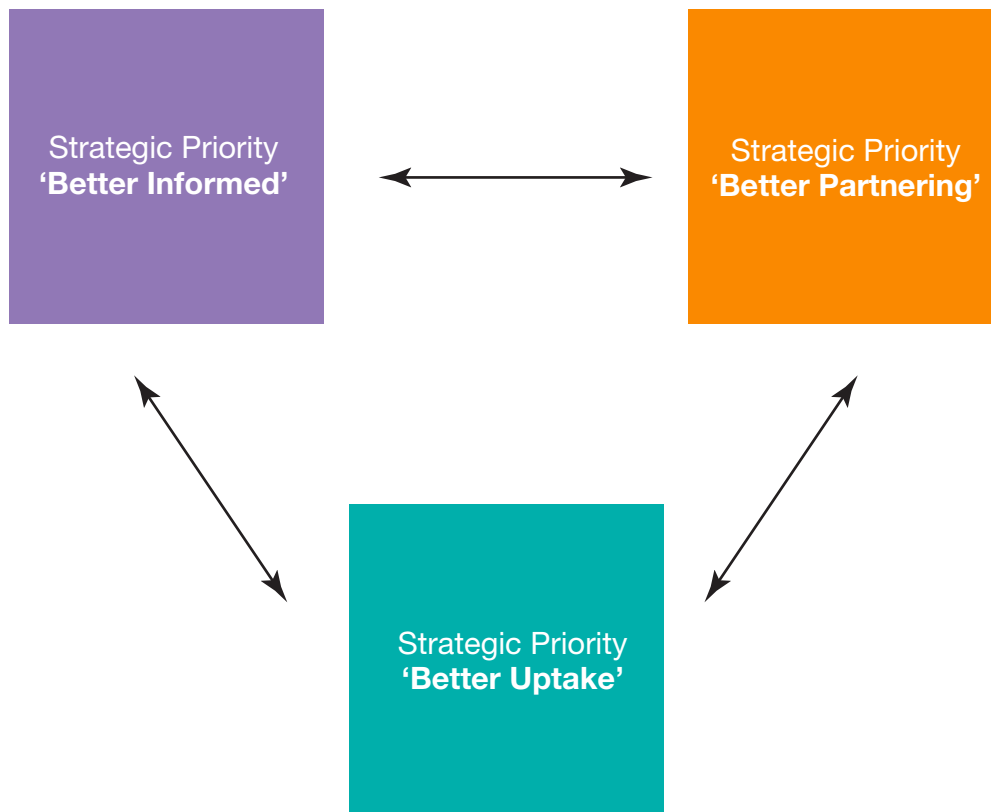 Strategic Priority
‘Better Informed’
Strategic Priority
‘Better Partnering’
Strategic Priority
‘Better Uptake’